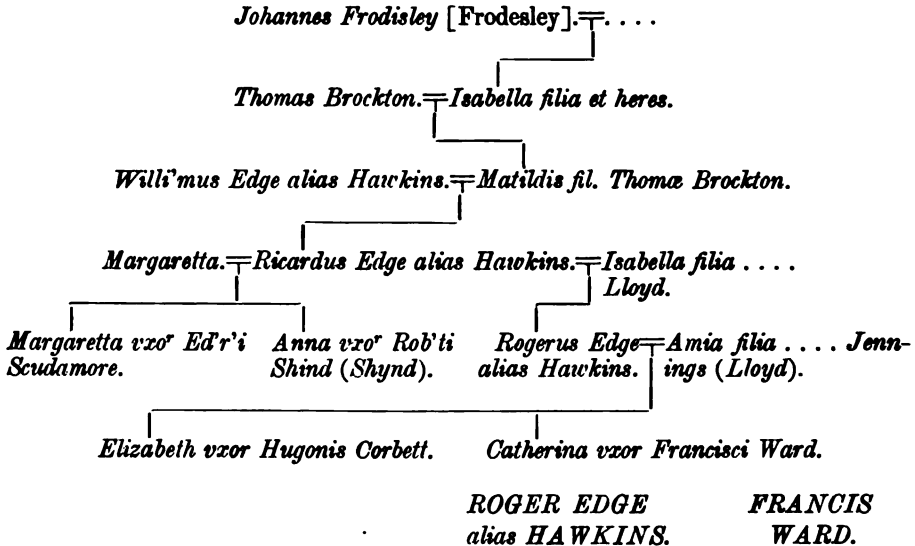 Johannes Frodisley [Frodesley].=. . . .
Thomas Brockton.=Isabella filia et heres.
Willi'mus Edge alias Hawkins.=Matildis fil. Thomæ Brockton.
Margaretta.=Ricardus Edge alias Hawkins.=Isabella filia . . . .
Lloyd.
Margaretta vxoʳ Ed'r'i Anna vxoʳ Rob'ti Rogerus Edge=Amia filia . . . . Jenn-
Scudamore. Shind (Shynd). alias Hawkins. ings (Lloyd).
Elizabeth vxor Hugonis Corbett. Catherina vxor Francisci Ward.
ROGER EDGE FRANCIS
alias HAWKINS. WARD.